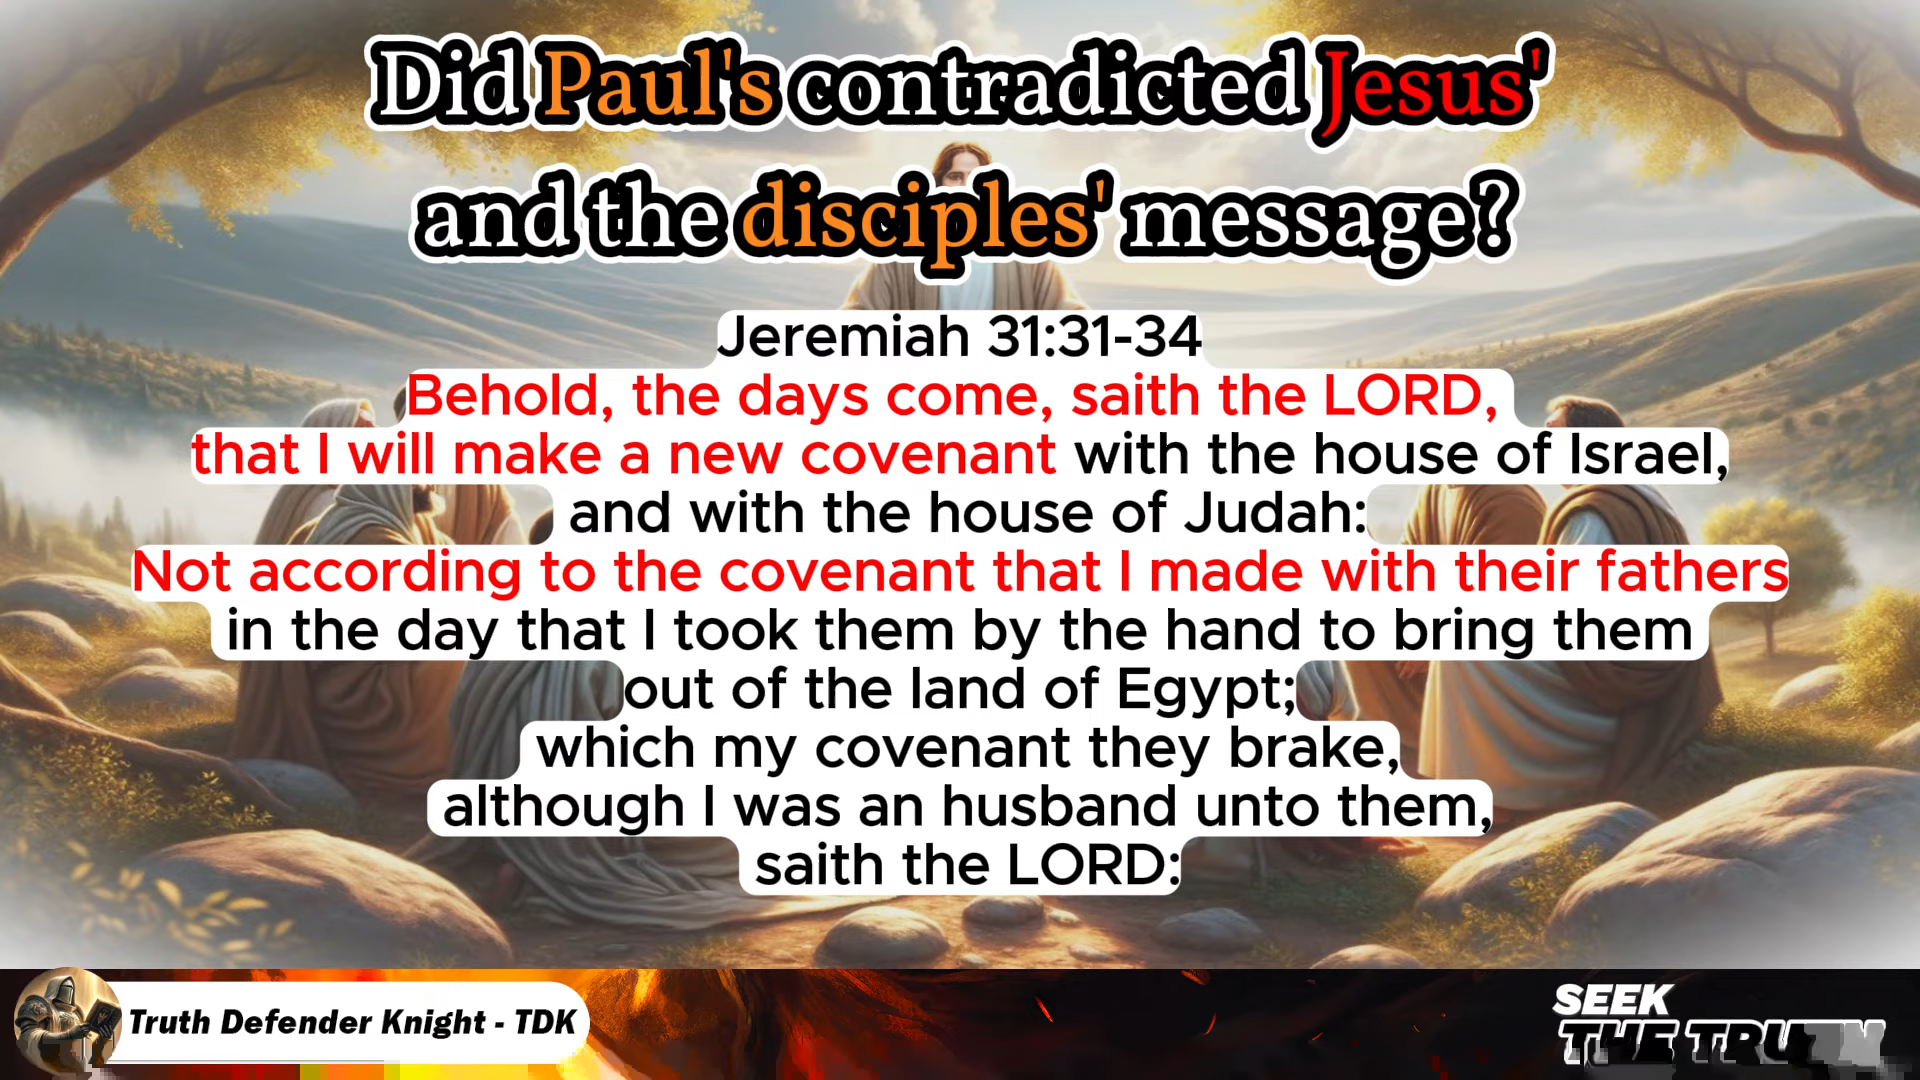 Did Paul's contradicted Jesus'
and the disciples' message?
Jeremiah 31:31-34
Behold, the days come, saith the LORD,
that I will make a new covenant with the house of Israel,
and with the house of Judah:
Not according to the covenant that I made with their fathers
in the day that I took them by the hand to bring them
out of the land of Egypt;
which my covenant they brake,
although I was an husband unto them,
saith the LORD:
Truth Defender Knight - TDK
SEEK
THE TRUTH